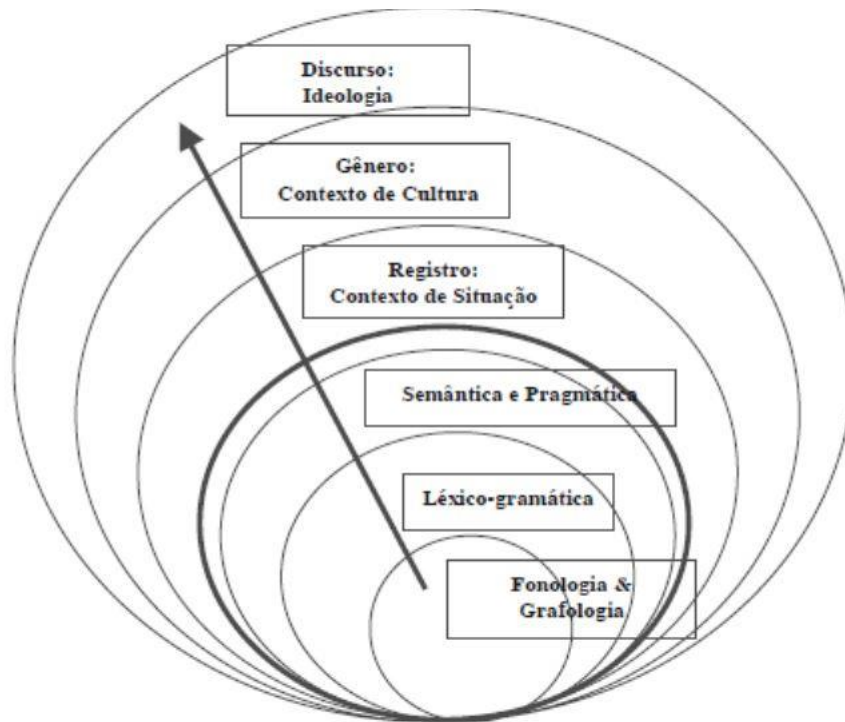 Discurso:
Ideologia
Gênero:
Contexto de Cultura
Registro:
Contexto de Situação
Semântica e Pragmática
Léxico-gramática
Fonologia &
Grafologia